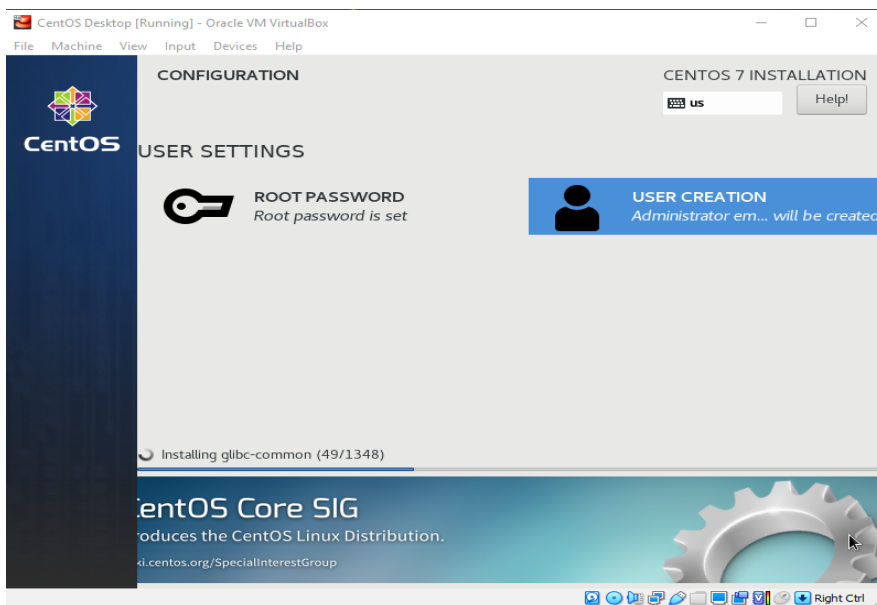 CentOS Desktop [Running] - Oracle VM VirtualBox
File Machine View Input Devices Help
CentOS
CONFIGURATION
CENTOS 7 INSTALLATION
us
Help!
USER SETTINGS
ROOT PASSWORD
Root password is set
USER CREATION
Administrator em... will be created
Installing glibc-common (49/1348)
entOS Core SIG
oduces the CentOS Linux Distribution.
ki.centos.org/SpecialInterestGroup
Right Ctrl